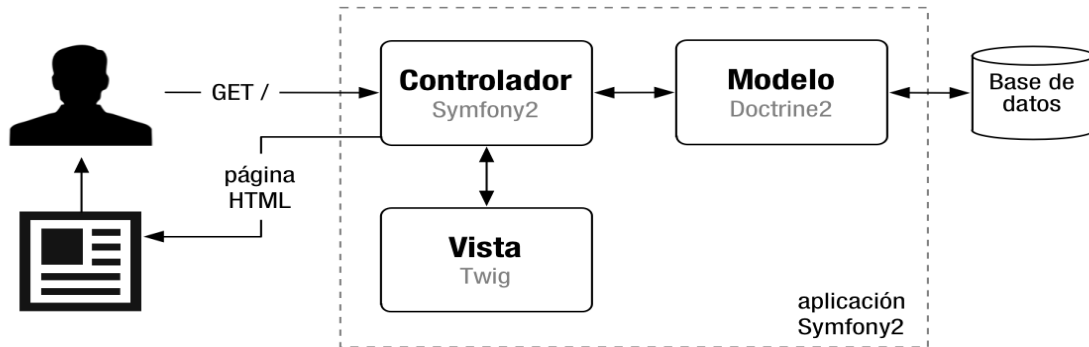 GET /
Controlador
Symfony2
Modelo
Doctrine2
Base de
datos
página
HTML
Vista
Twig
aplicación
Symfony2